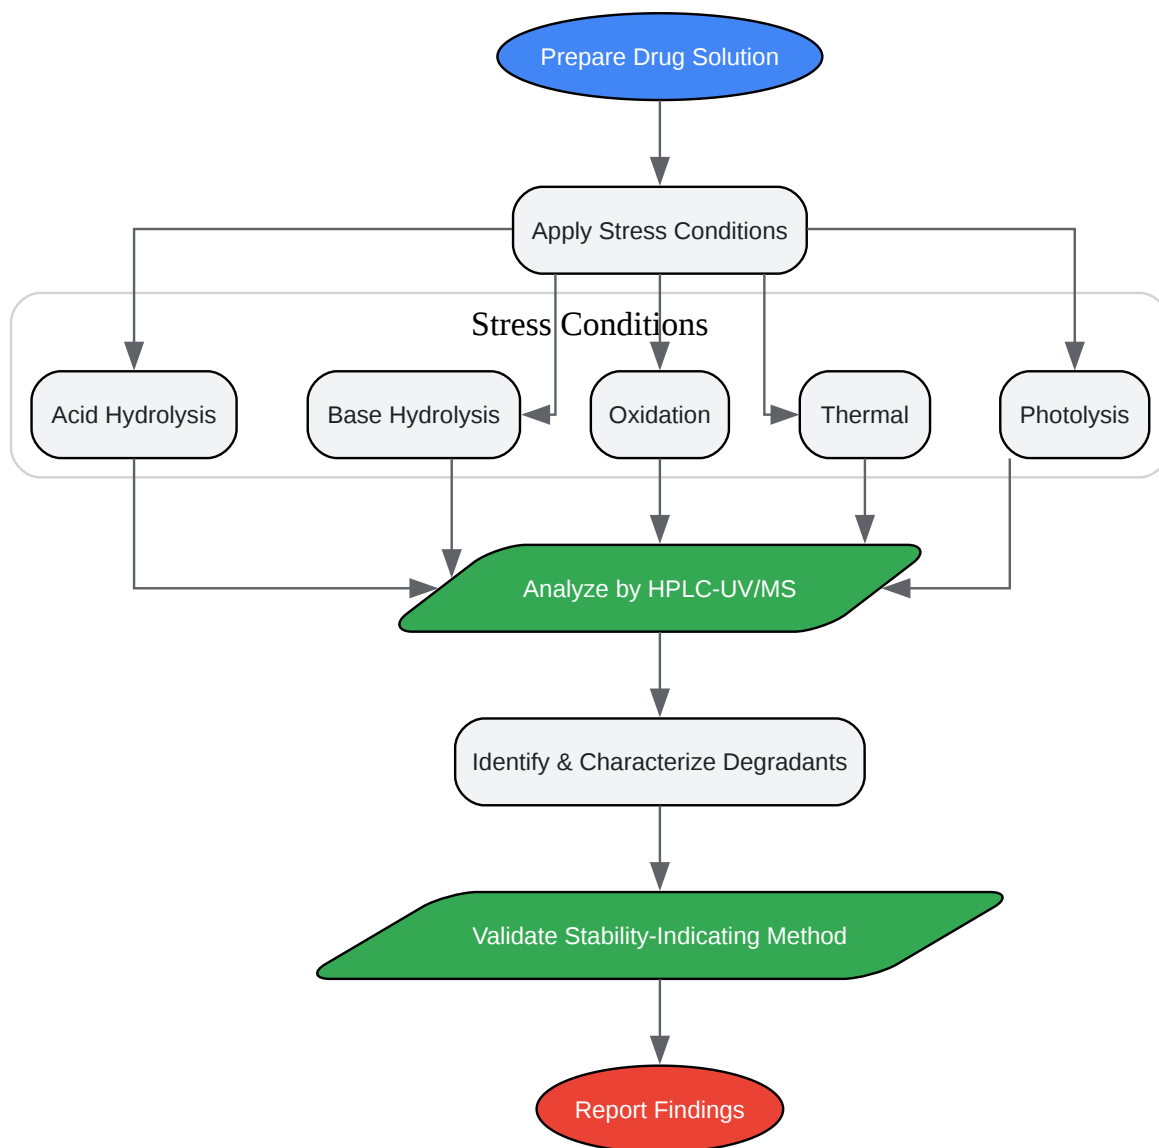 Prepare Drug Solution
Apply Stress Conditions
Stress Conditions
Acid Hydrolysis
Base Hydrolysis
Oxidation
Thermal
Photolysis
Analyze by HPLC-UV/MS
Identify & Characterize Degradants
Validate Stability-Indicating Method
Report Findings